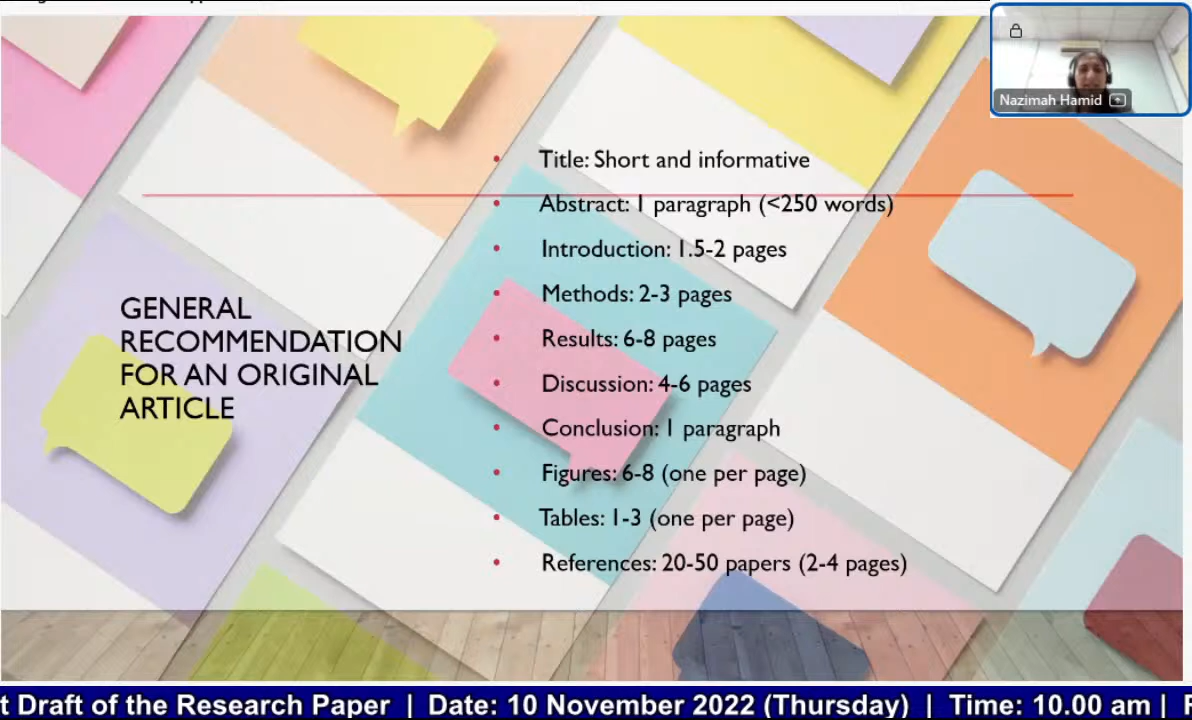 Nazimah Hamid
GENERAL
RECOMMENDATION
FOR AN ORIGINAL
ARTICLE
• Title: Short and informative
• Abstract: 1 paragraph (<250 words)
• Introduction: 1.5-2 pages
• Methods: 2-3 pages
• Results: 6-8 pages
• Discussion: 4-6 pages
• Conclusion: 1 paragraph
• Figures: 6-8 (one per page)
• Tables: 1-3 (one per page)
• References: 20-50 papers (2-4 pages)
t Draft of the Research Paper | Date: 10 November 2022 (Thursday) | Time: 10.00 am |